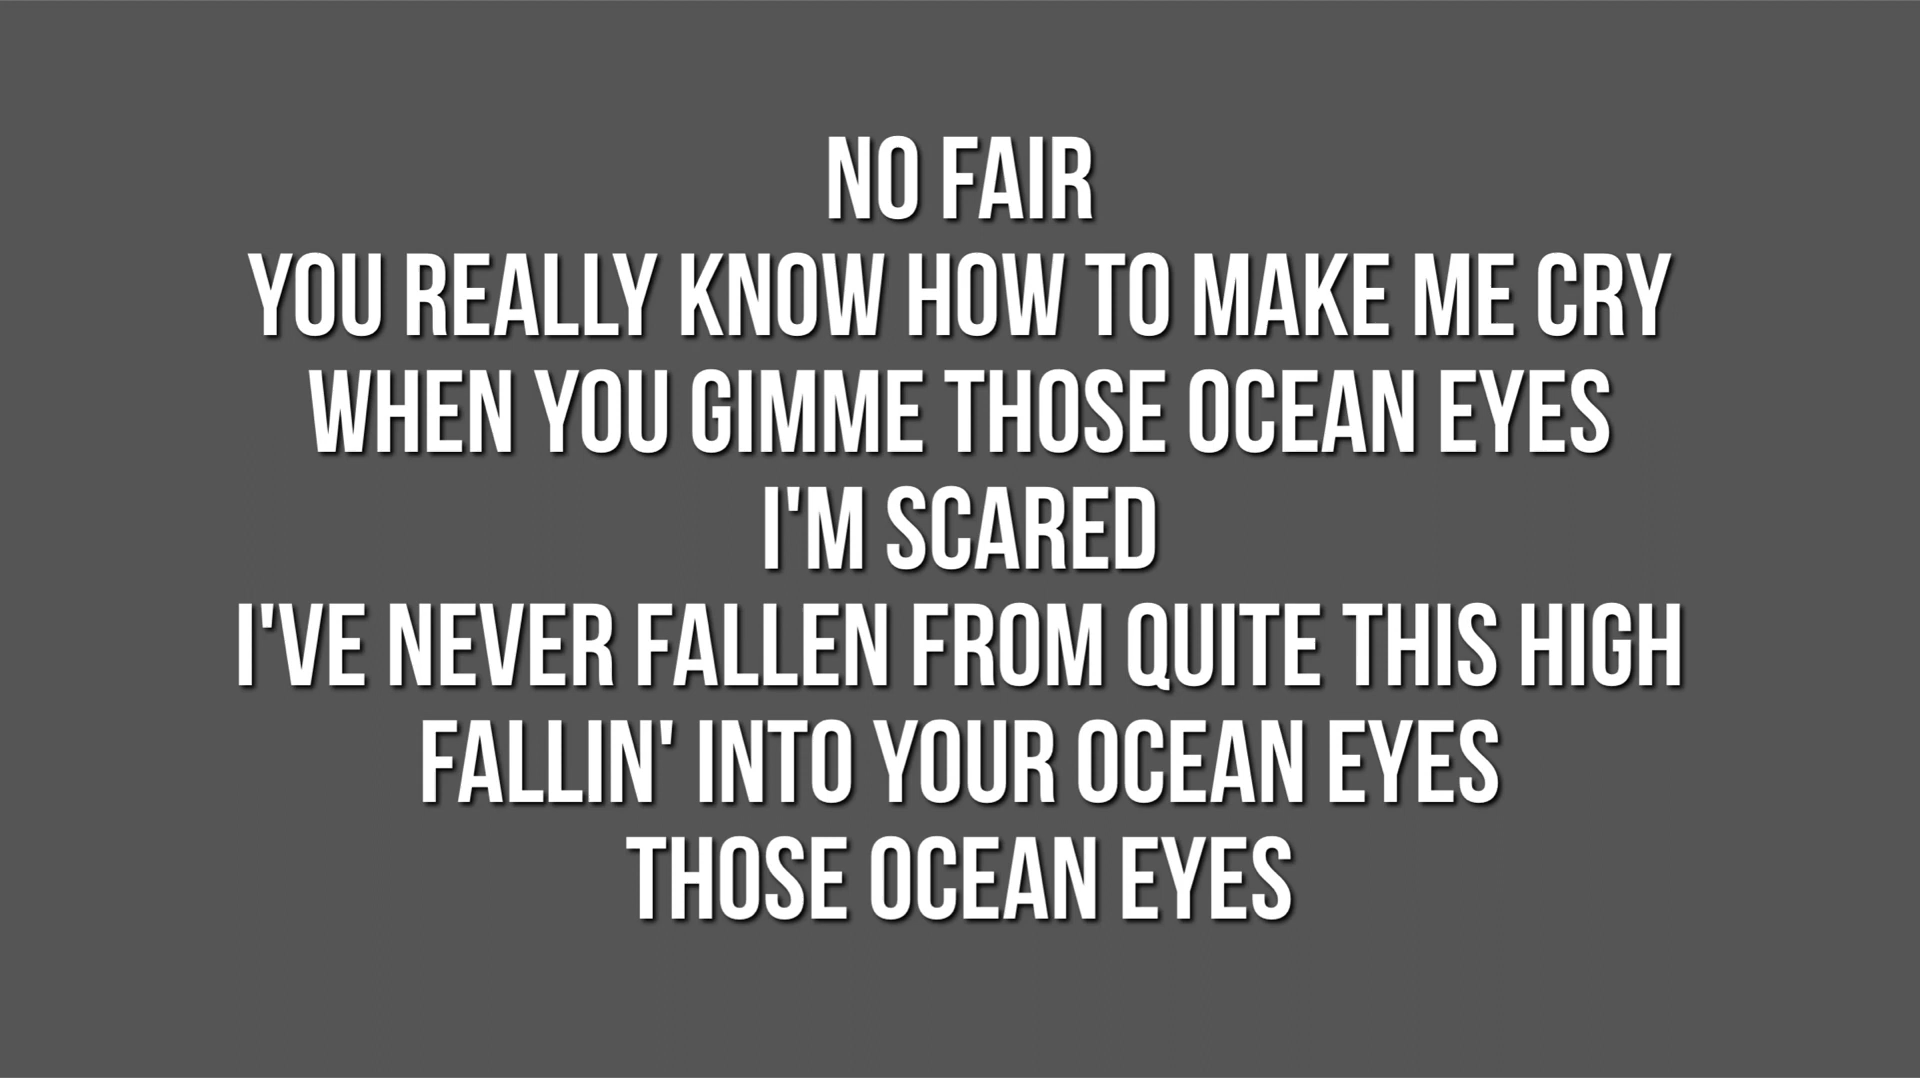 NO FAIR
YOU REALLY KNOW HOW TO MAKE ME CRY
WHEN YOU GIMME THOSE OCEAN EYES
I'M SCARED
I'VE NEVER FALLEN FROM QUITE THIS HIGH
FALLIN' INTO YOUR OCEAN EYES
THOSE OCEAN EYES